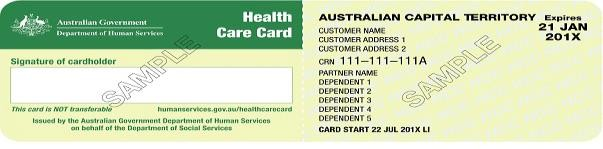 Australian Government
Department of Human Services
Health
Care Card
Signature of cardholder
SAMPLE
This card is NOT transferable
humanservices.gov.au/healthcarecard
Issued by the Australian Government Department of Human Services
on behalf of the Department of Social Services
AUSTRALIAN CAPITAL TERRITORY Expires
21 JAN
201X
CUSTOMER NAME
CUSTOMER ADDRESS 1
CUSTOMER ADDRESS 2
CRN 111–111–111A
PARTNER NAME
DEPENDENT 1
DEPENDENT 2
DEPENDENT 3
DEPENDENT 4
DEPENDENT 5
CARD START 22 JUL 201X LI
SAMPLE